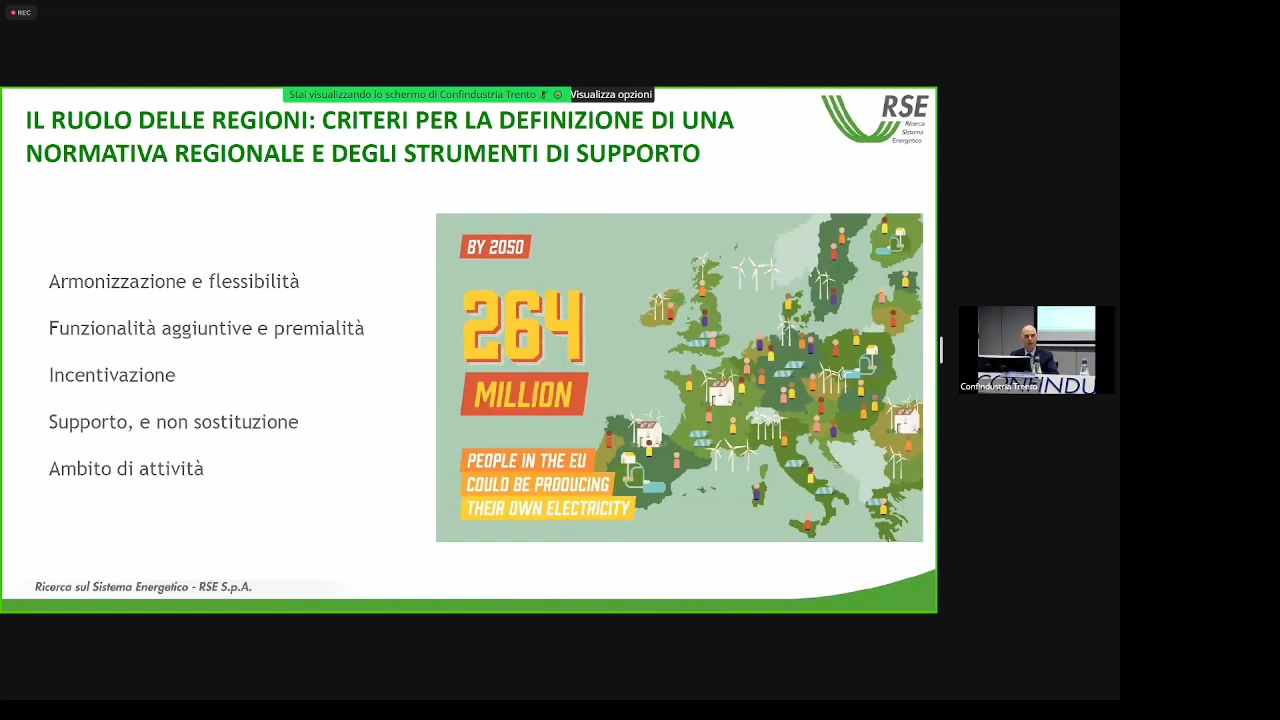 REC
Stai visualizzando lo schermo di Confindustria Trento
Visualizza opzioni
IL RUOLO DELLE REGIONI: CRITERI PER LA DEFINIZIONE DI UNA
NORMATIVA REGIONALE E DEGLI STRUMENTI DI SUPPORTO
RSE
Ricerca
Sistema
Energetico
Armonizzazione e flessibilità
Funzionalità aggiuntive e premialità
Incentivazione
Supporto, e non sostituzione
Ambito di attività
BY 2050
264
MILLION
PEOPLE IN THE EU
COULD BE PRODUCING
THEIR OWN ELECTRICITY
Ricerca sul Sistema Energetico - RSE S.p.A.
CONFINDU
Confindustria Trento